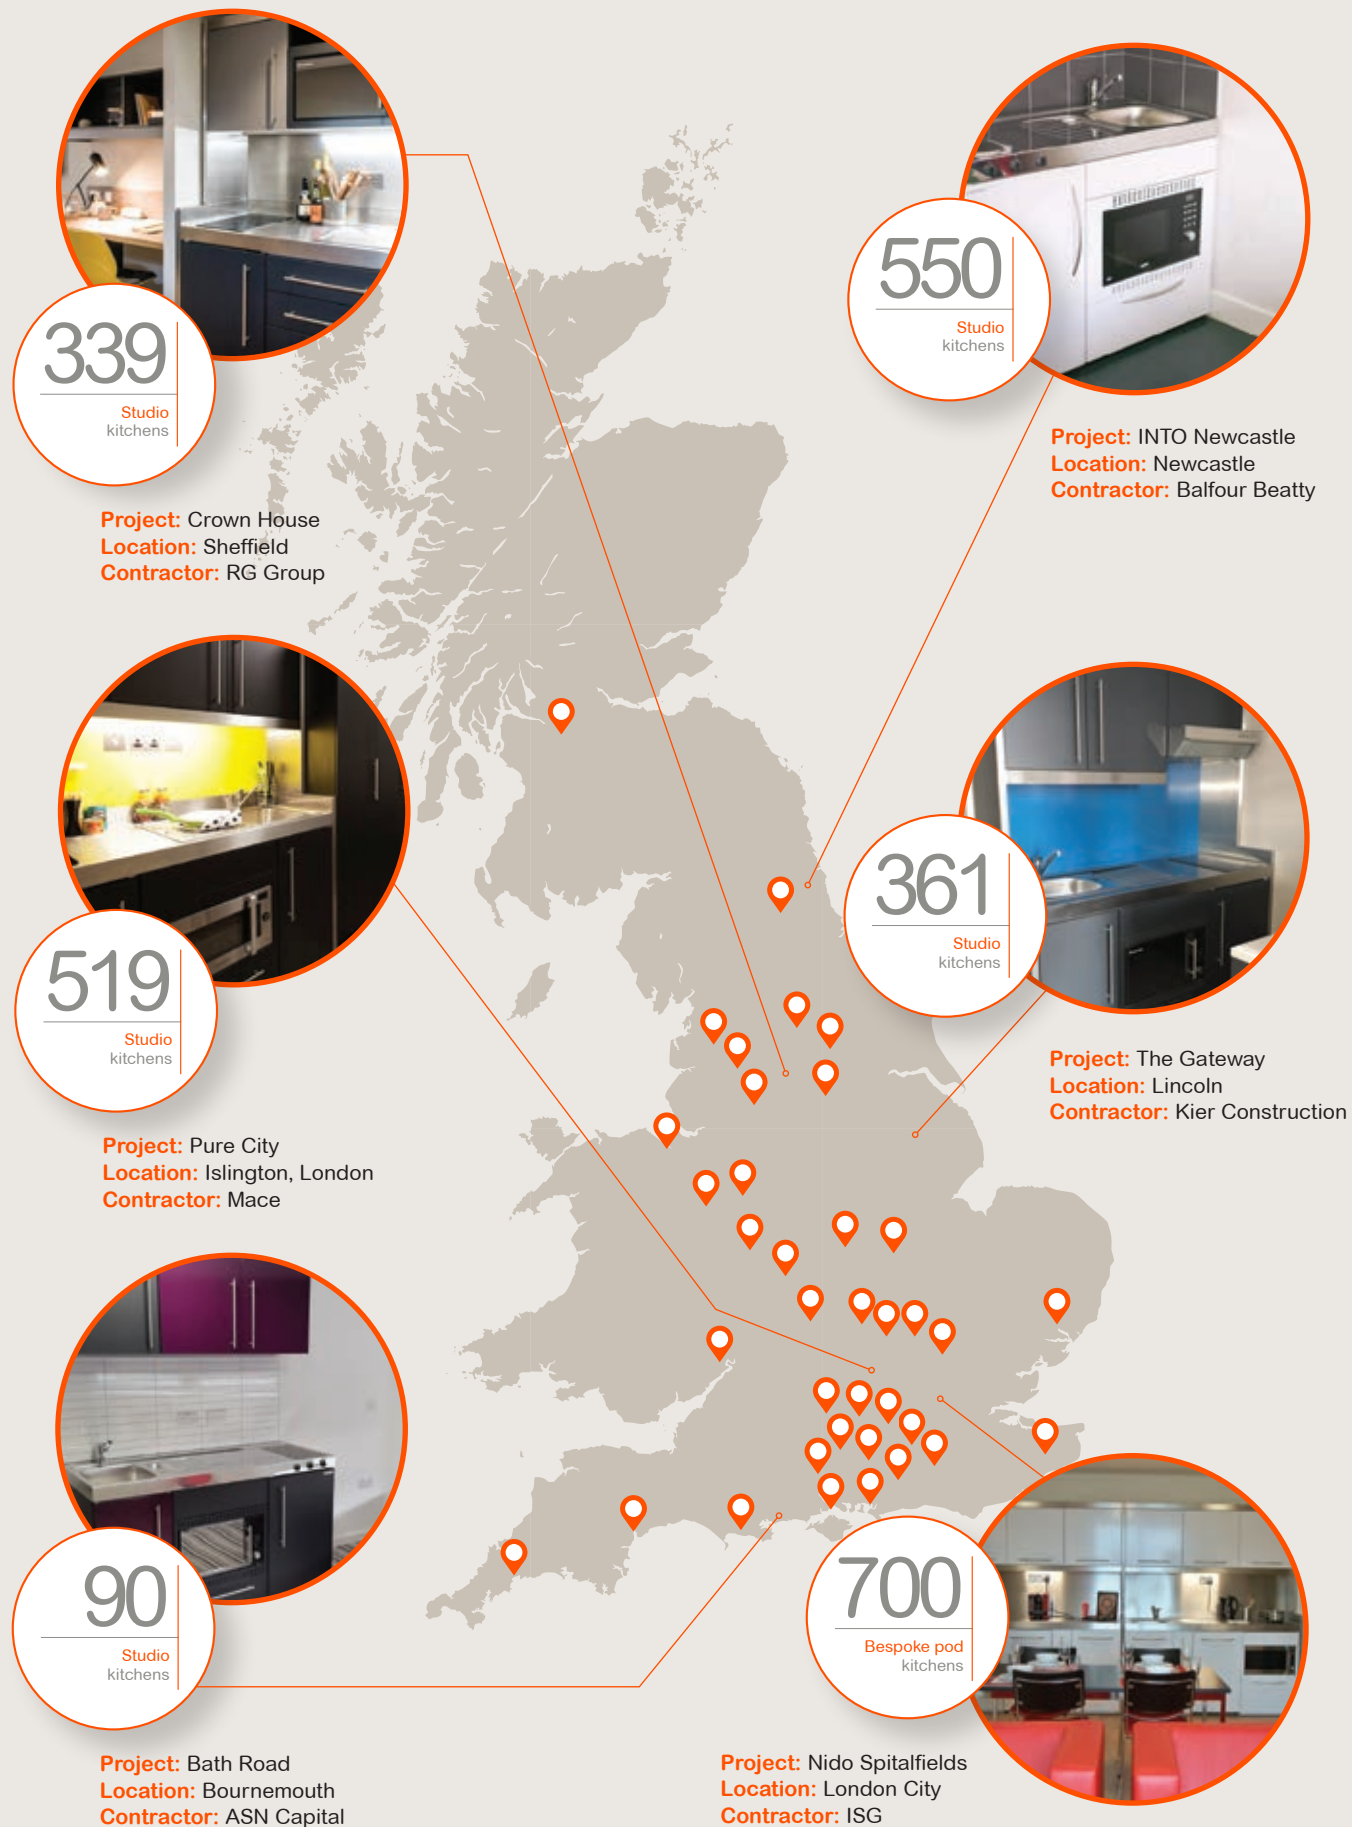 339
Studio
kitchens
Project: Crown House
Location: Sheffield
Contractor: RG Group
550
Studio
kitchens
Project: INTO Newcastle
Location: Newcastle
Contractor: Balfour Beatty
519
Studio
kitchens
Project: Pure City
Location: Islington, London
Contractor: Mace
361
Studio
kitchens
Project: The Gateway
Location: Lincoln
Contractor: Kier Construction
90
Studio
kitchens
Project: Bath Road
Location: Bournemouth
Contractor: ASN Capital
700
Bespoke pod
kitchens
Project: Nido Spitalfields
Location: London City
Contractor: ISG